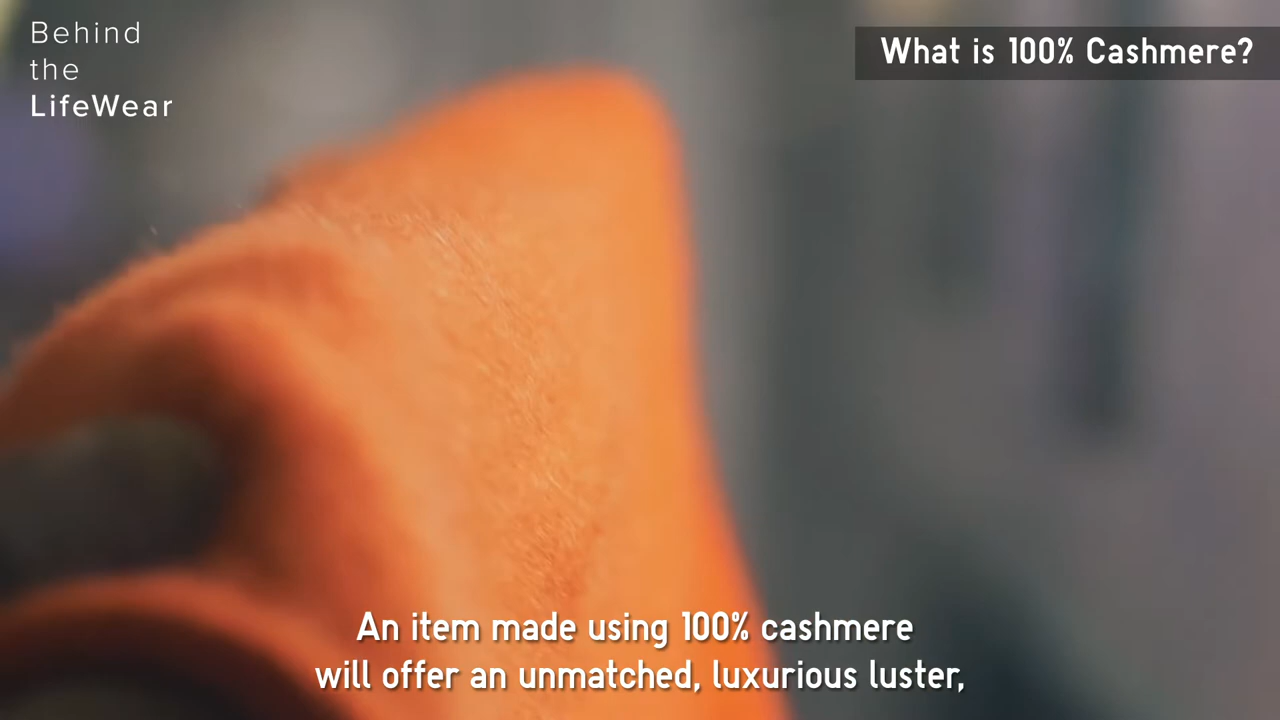 Behind
the
LifeWear
What is 100% Cashmere?
An item made using 100% cashmere
will offer an unmatched, luxurious luster,